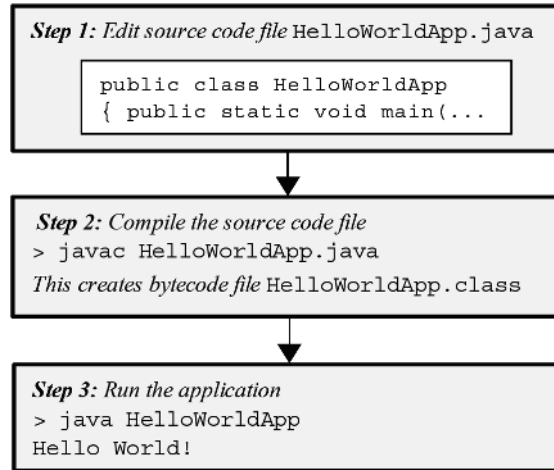 Step 1: Edit source code file HelloWorldApp.java
public class HelloWorldApp
{ public static void main(...
Step 2: Compile the source code file
> javac HelloWorldApp.java
This creates bytecode file HelloWorldApp.class
Step 3: Run the application
> java HelloWorldApp
Hello World!